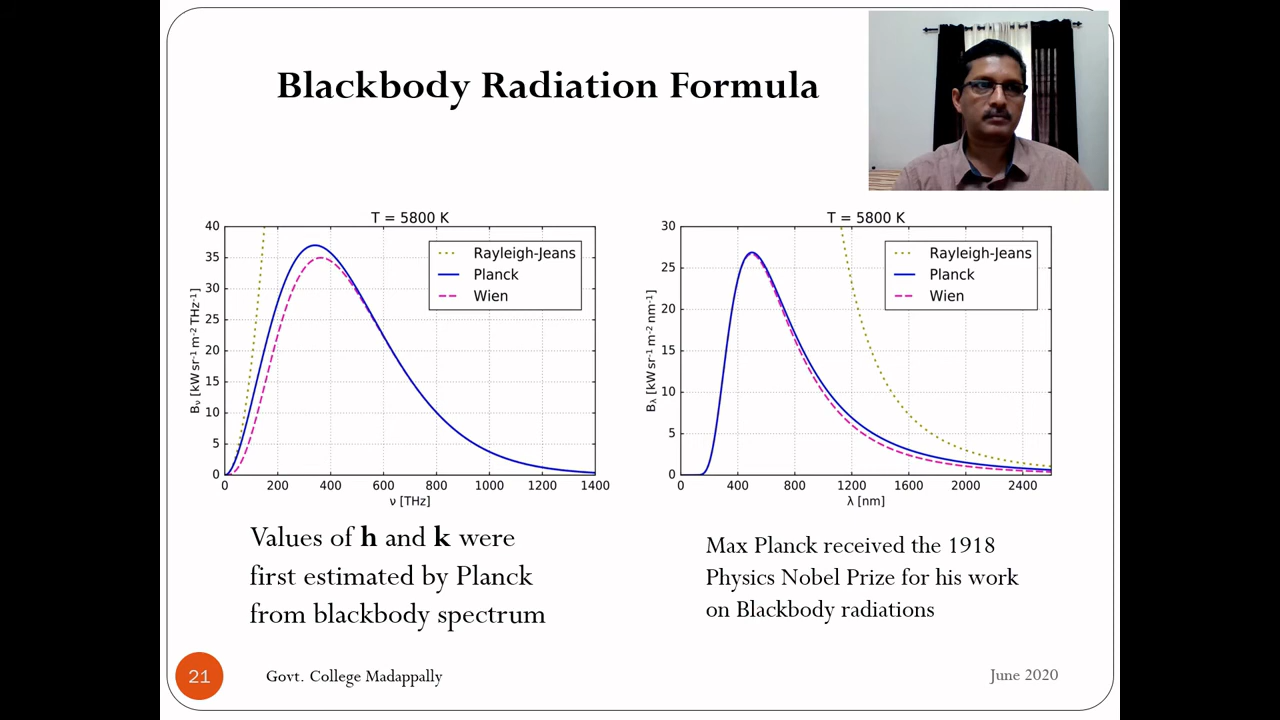 Blackbody Radiation Formula
T = 5800 K
40
35
30
25
20
15
10
5
0
Bν [kW sr⁻¹ m⁻² THz⁻¹]
Rayleigh-Jeans
Planck
Wien
0 200 400 600 800 1000 1200 1400
ν [THz]
T = 5800 K
30
25
20
15
10
5
0
Bλ [kW sr⁻¹ m⁻² nm⁻¹]
Rayleigh-Jeans
Planck
Wien
0 400 800 1200 1600 2000 2400
λ [nm]
Values of h and k were
first estimated by Planck
from blackbody spectrum
Max Planck received the 1918
Physics Nobel Prize for his work
on Blackbody radiations
21
Govt. College Madappally
June 2020